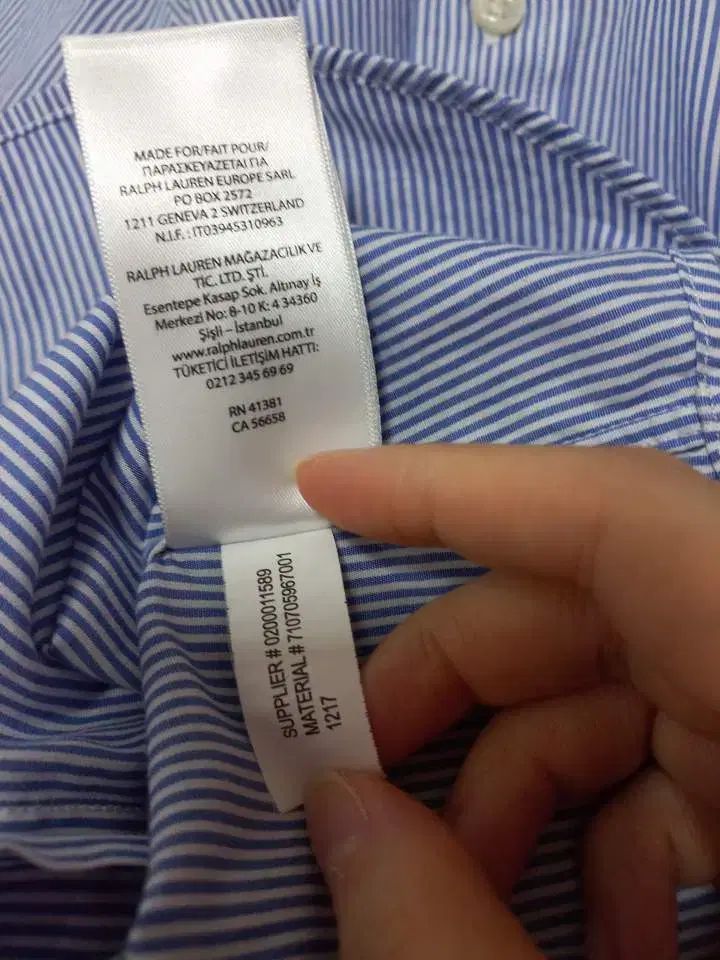 MADE FOR/FAIT POUR/
ΠΑΡΑΣΚΕΥΑΖΕΤΑΙ ΓΙΑ
RALPH LAUREN EUROPE SARL
PO BOX 2572
1211 GENEVA 2 SWITZERLAND
N.I.F. : IT03945310963
RALPH LAUREN MAĞAZACILIK VE
TİC. LTD. ŞTİ.
Esentepe Kasap Sok. Altınay İş
Merkezi No: 8-10 K: 4 34360
Şişli – İstanbul
www.ralphlauren.com.tr
TÜKETİCİ İLETİŞİM HATTI:
0212 345 69 69
RN 41381
CA 56658
SUPPLIER # 0200011589
MATERIAL # 710705967001
1217